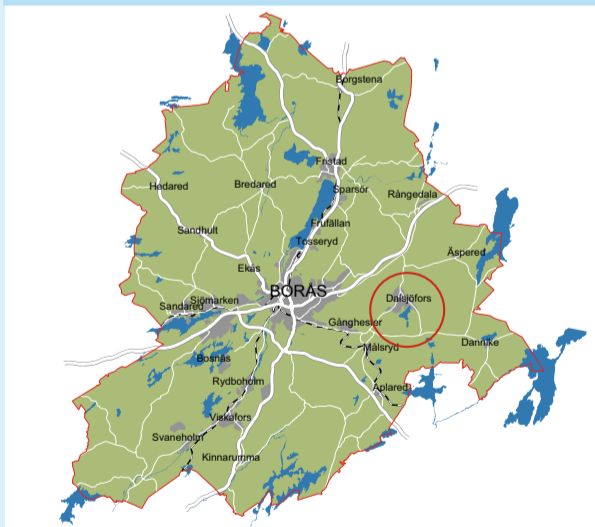 Borgstena
Fristad
Hedared
Bredared
Sparsör
Rångedala
Sandhult
Frufällan
Tosseryd
Äspered
Ekås
BORÅS
Dalsjöfors
Sjömarken
Sandared
Gånghester
Målsryd
Dannike
Bosnäs
Rydboholm
Aplared
Viskafors
Svaneholm
Kinnarumma